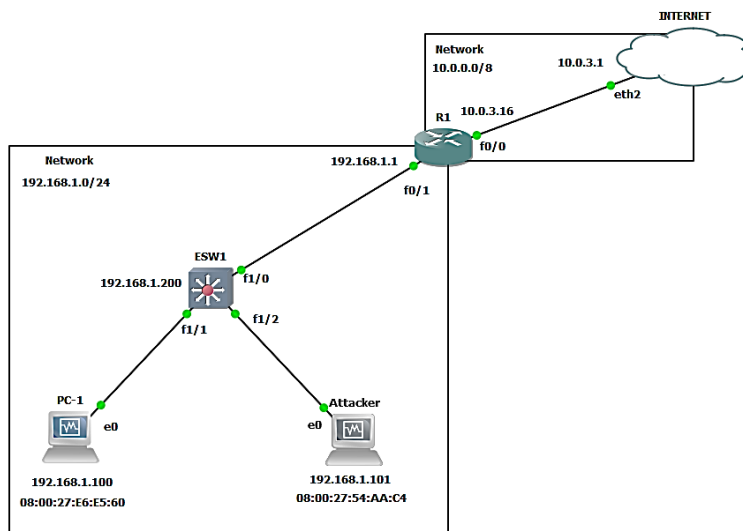 INTERNET
Network
10.0.0.0/8
10.0.3.1
eth2
10.0.3.16
R1
f0/0
Network
192.168.1.0/24
192.168.1.1
f0/1
ESW1
192.168.1.200
f1/0
f1/1
f1/2
PC-1
Attacker
e0
e0
192.168.1.100
08:00:27:E6:E5:60
192.168.1.101
08:00:27:54:AA:C4